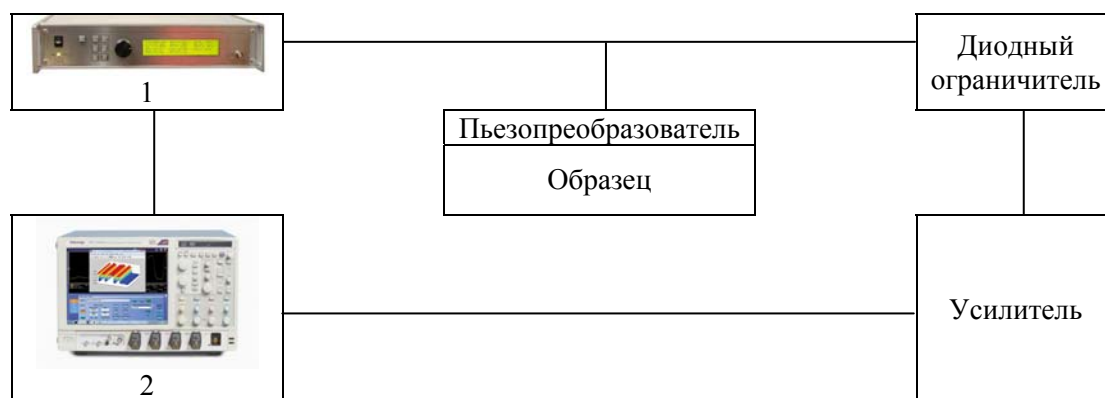 1
Диодный
ограничитель
Пьезопреобразователь
Образец
2
Усилитель